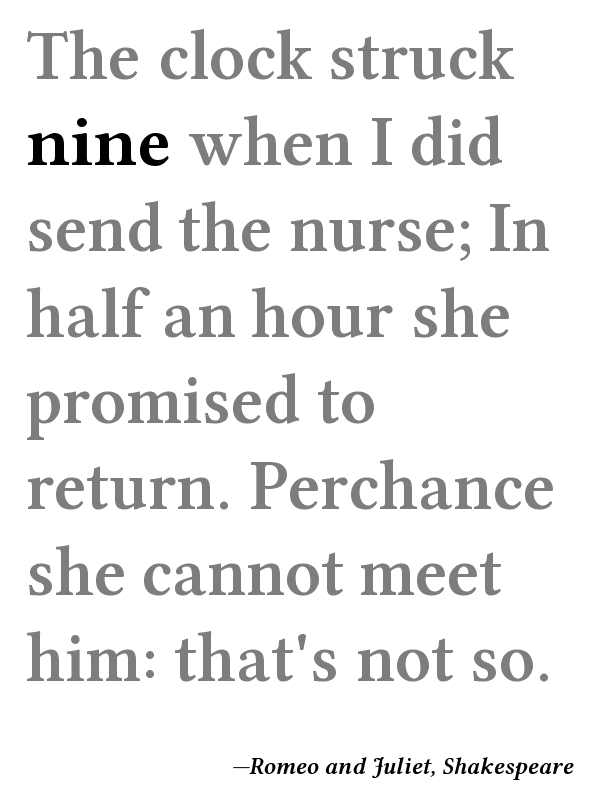 The clock struck
nine when I did
send the nurse; In
half an hour she
promised to
return. Perchance
she cannot meet
him: that's not so.
—Romeo and Juliet, Shakespeare